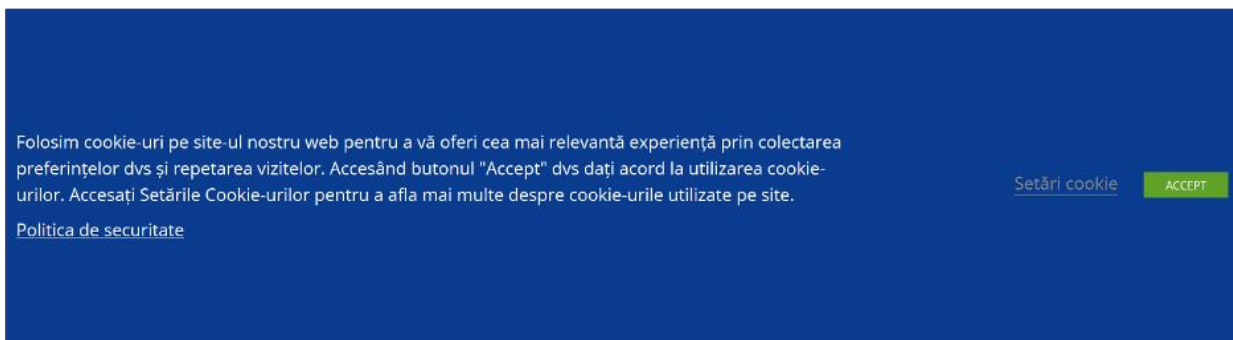 Folosim cookie-uri pe site-ul nostru web pentru a vă oferi cea mai relevantă experiență prin colectarea
preferințelor dvs și repetarea vizitelor. Accesând butonul "Accept" dvs dați acord la utilizarea cookie-
urilor. Accesați Setările Cookie-urilor pentru a afla mai multe despre cookie-urile utilizate pe site.
Politica de securitate
Setări cookie
ACCEPT